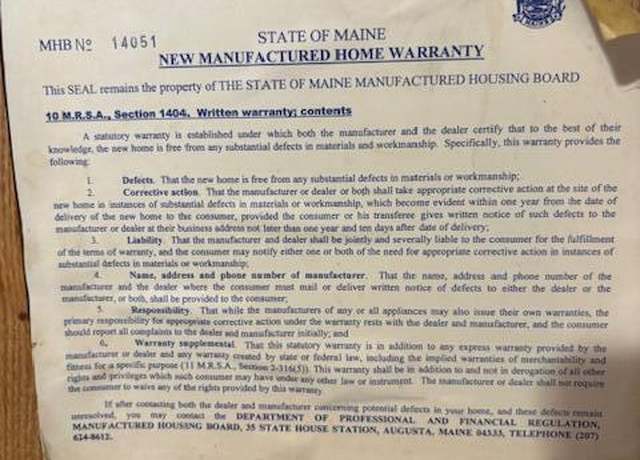 STATE OF MAINE
MHB Nº 14051
NEW MANUFACTURED HOME WARRANTY
This SEAL remains the property of THE STATE OF MAINE MANUFACTURED HOUSING BOARD
10 M.R.S.A., Section 1404. Written warranty; contents
A statutory warranty is established under which both the manufacturer and the dealer certify that to the best of their
knowledge, the new home is free from any substantial defects in materials and workmanship. Specifically, this warranty provides the
following:
1. Defects. That the new home is free from any substantial defects in materials or workmanship;
2. Corrective action. That the manufacturer or dealer or both shall take appropriate corrective action at the site of the
new home in instances of substantial defects in materials or workmanship, which become evident within one year from the date of
delivery of the new home to the consumer, provided the consumer or his transferee gives written notice of such defects to the
manufacturer or dealer at their business address not later than one year and ten days after date of delivery;
3. Liability. That the manufacturer and dealer shall be jointly and severally liable to the consumer for the fulfillment
of the terms of warranty, and the consumer may notify either one or both of the need for appropriate corrective action in instances of
substantial defects in materials or workmanship;
4. Name, address and phone number of manufacturer. That the name, address and phone number of the
manufacturer and the dealer where the consumer must mail or deliver written notice of defects to either the dealer or the
manufacturer, or both, shall be provided to the consumer;
5. Responsibility. That while the manufacturers of any or all appliances may also issue their own warranties, the
primary responsibility for appropriate corrective action under the warranty rests with the dealer and manufacturer, and the consumer
should report all complaints to the dealer and manufacturer initially; and
6. Warranty supplemental. That this statutory warranty is in addition to any express warranty provided by the
manufacturer or dealer and any warranty created by state or federal law, including the implied warranties of merchantability and
fitness for a specific purpose (11 M.R.S.A., Section 2-316(5)). This warranty shall be in addition to and not in derogation of all other
rights and privileges which such consumer may have under any other law or instrument. The manufacturer or dealer shall not require
the consumer to waive any of the rights provided by this warranty
If after contacting both the dealer and manufacturer concerning potential defects in your home, and these defects remain
unresolved, you may contact the DEPARTMENT OF PROFESSIONAL AND FINANCIAL REGULATION,
MANUFACTURED HOUSING BOARD, 35 STATE HOUSE STATION, AUGUSTA, MAINE 04333, TELEPHONE (207)
624-8612.